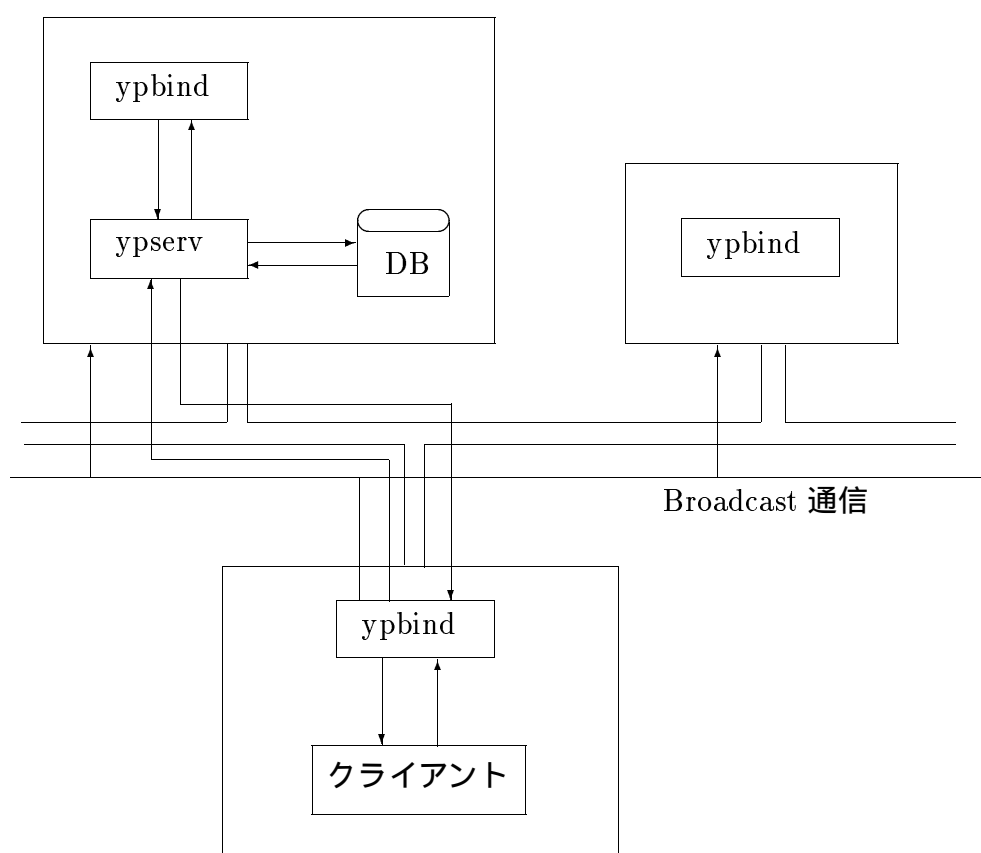 ypbind
ypserv
DB
ypbind
Broadcast 通信
ypbind
クライアント